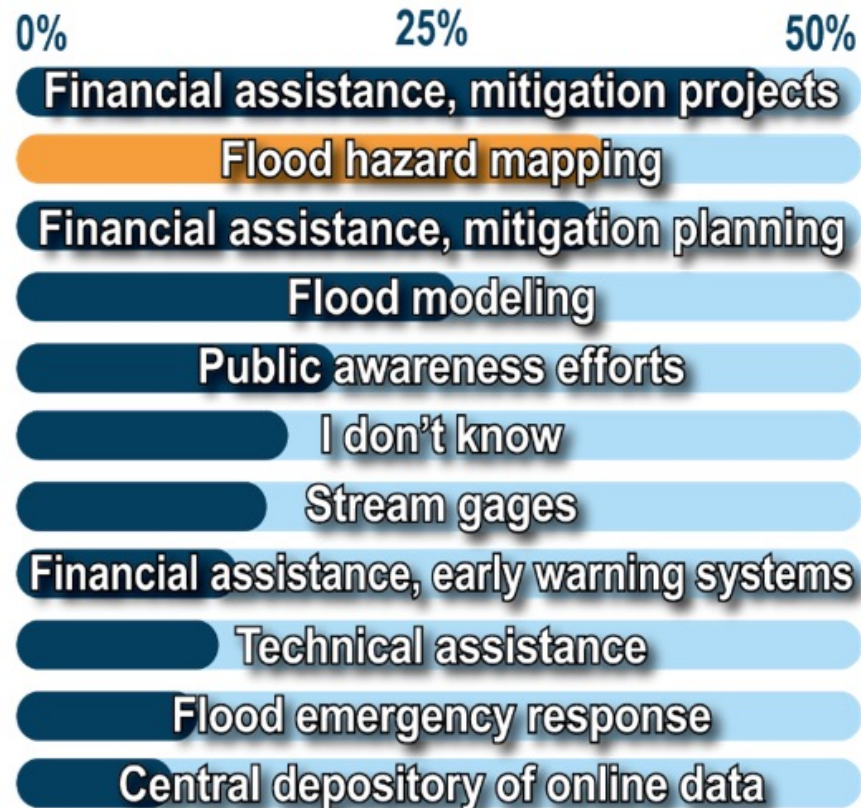 0% 25% 50%
Financial assistance, mitigation projects
Flood hazard mapping
Financial assistance, mitigation planning
Flood modeling
Public awareness efforts
I don't know
Stream gages
Financial assistance, early warning systems
Technical assistance
Flood emergency response
Central depository of online data